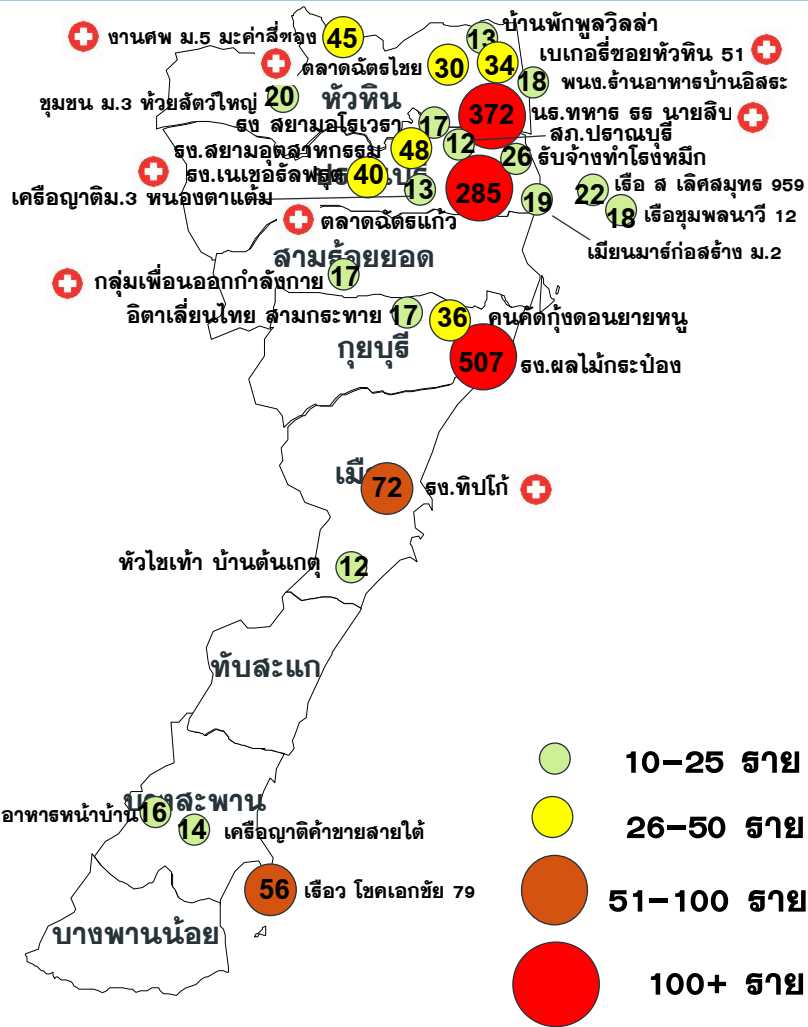 บ้านพักพูลวิลล่า
13
งานศพ ม.5 มะค่าสี่ซอง
45
เบเกอรี่ซอยหัวหิน 51
34
ตลาดฉัตรไชย
30
18
พนง.ร้านอาหารบ้านอิสระ
ชุมชน ม.3 ห้วยสัตว์ใหญ่
20
หัวหิน
372
นร.ทหาร รร นายสิบ
รง สยามอโรเวรา
17
สภ.ปราณบุรี
12
รง.สยามอุตสาหกรรม
48
26
รับจ้างทำโรงหมึก
รง.เนเชอรัลฟรุต
40
285
เครือญาติม.3 หนองตาแต้ม
13
19
22
เรือ ส เลิศสมุทร 959
18
เรือชุมพลนาวี 12
ตลาดฉัตรแก้ว
เมียนมาร์ก่อสร้าง ม.2
สามร้อยยอด
กลุ่มเพื่อนออกกำลังกาย
17
อิตาเลี่ยนไทย สามกระทาย
17
36
คนคัดกุ้งดอนยายหนู
กุยบุรี
507
รง.ผลไม้กระป๋อง
72
รง.ทิปโก้
หัวไขเท้า บ้านต้นเกตุ
12
ทับสะแก
10-25 ราย
บางสะพาน
อาหารหน้าบ้าน
16
14
เครือญาติค้าขายสายใต้
26-50 ราย
56
เรือว โชคเอกชัย 79
51-100 ราย
บางพานน้อย
100+ ราย